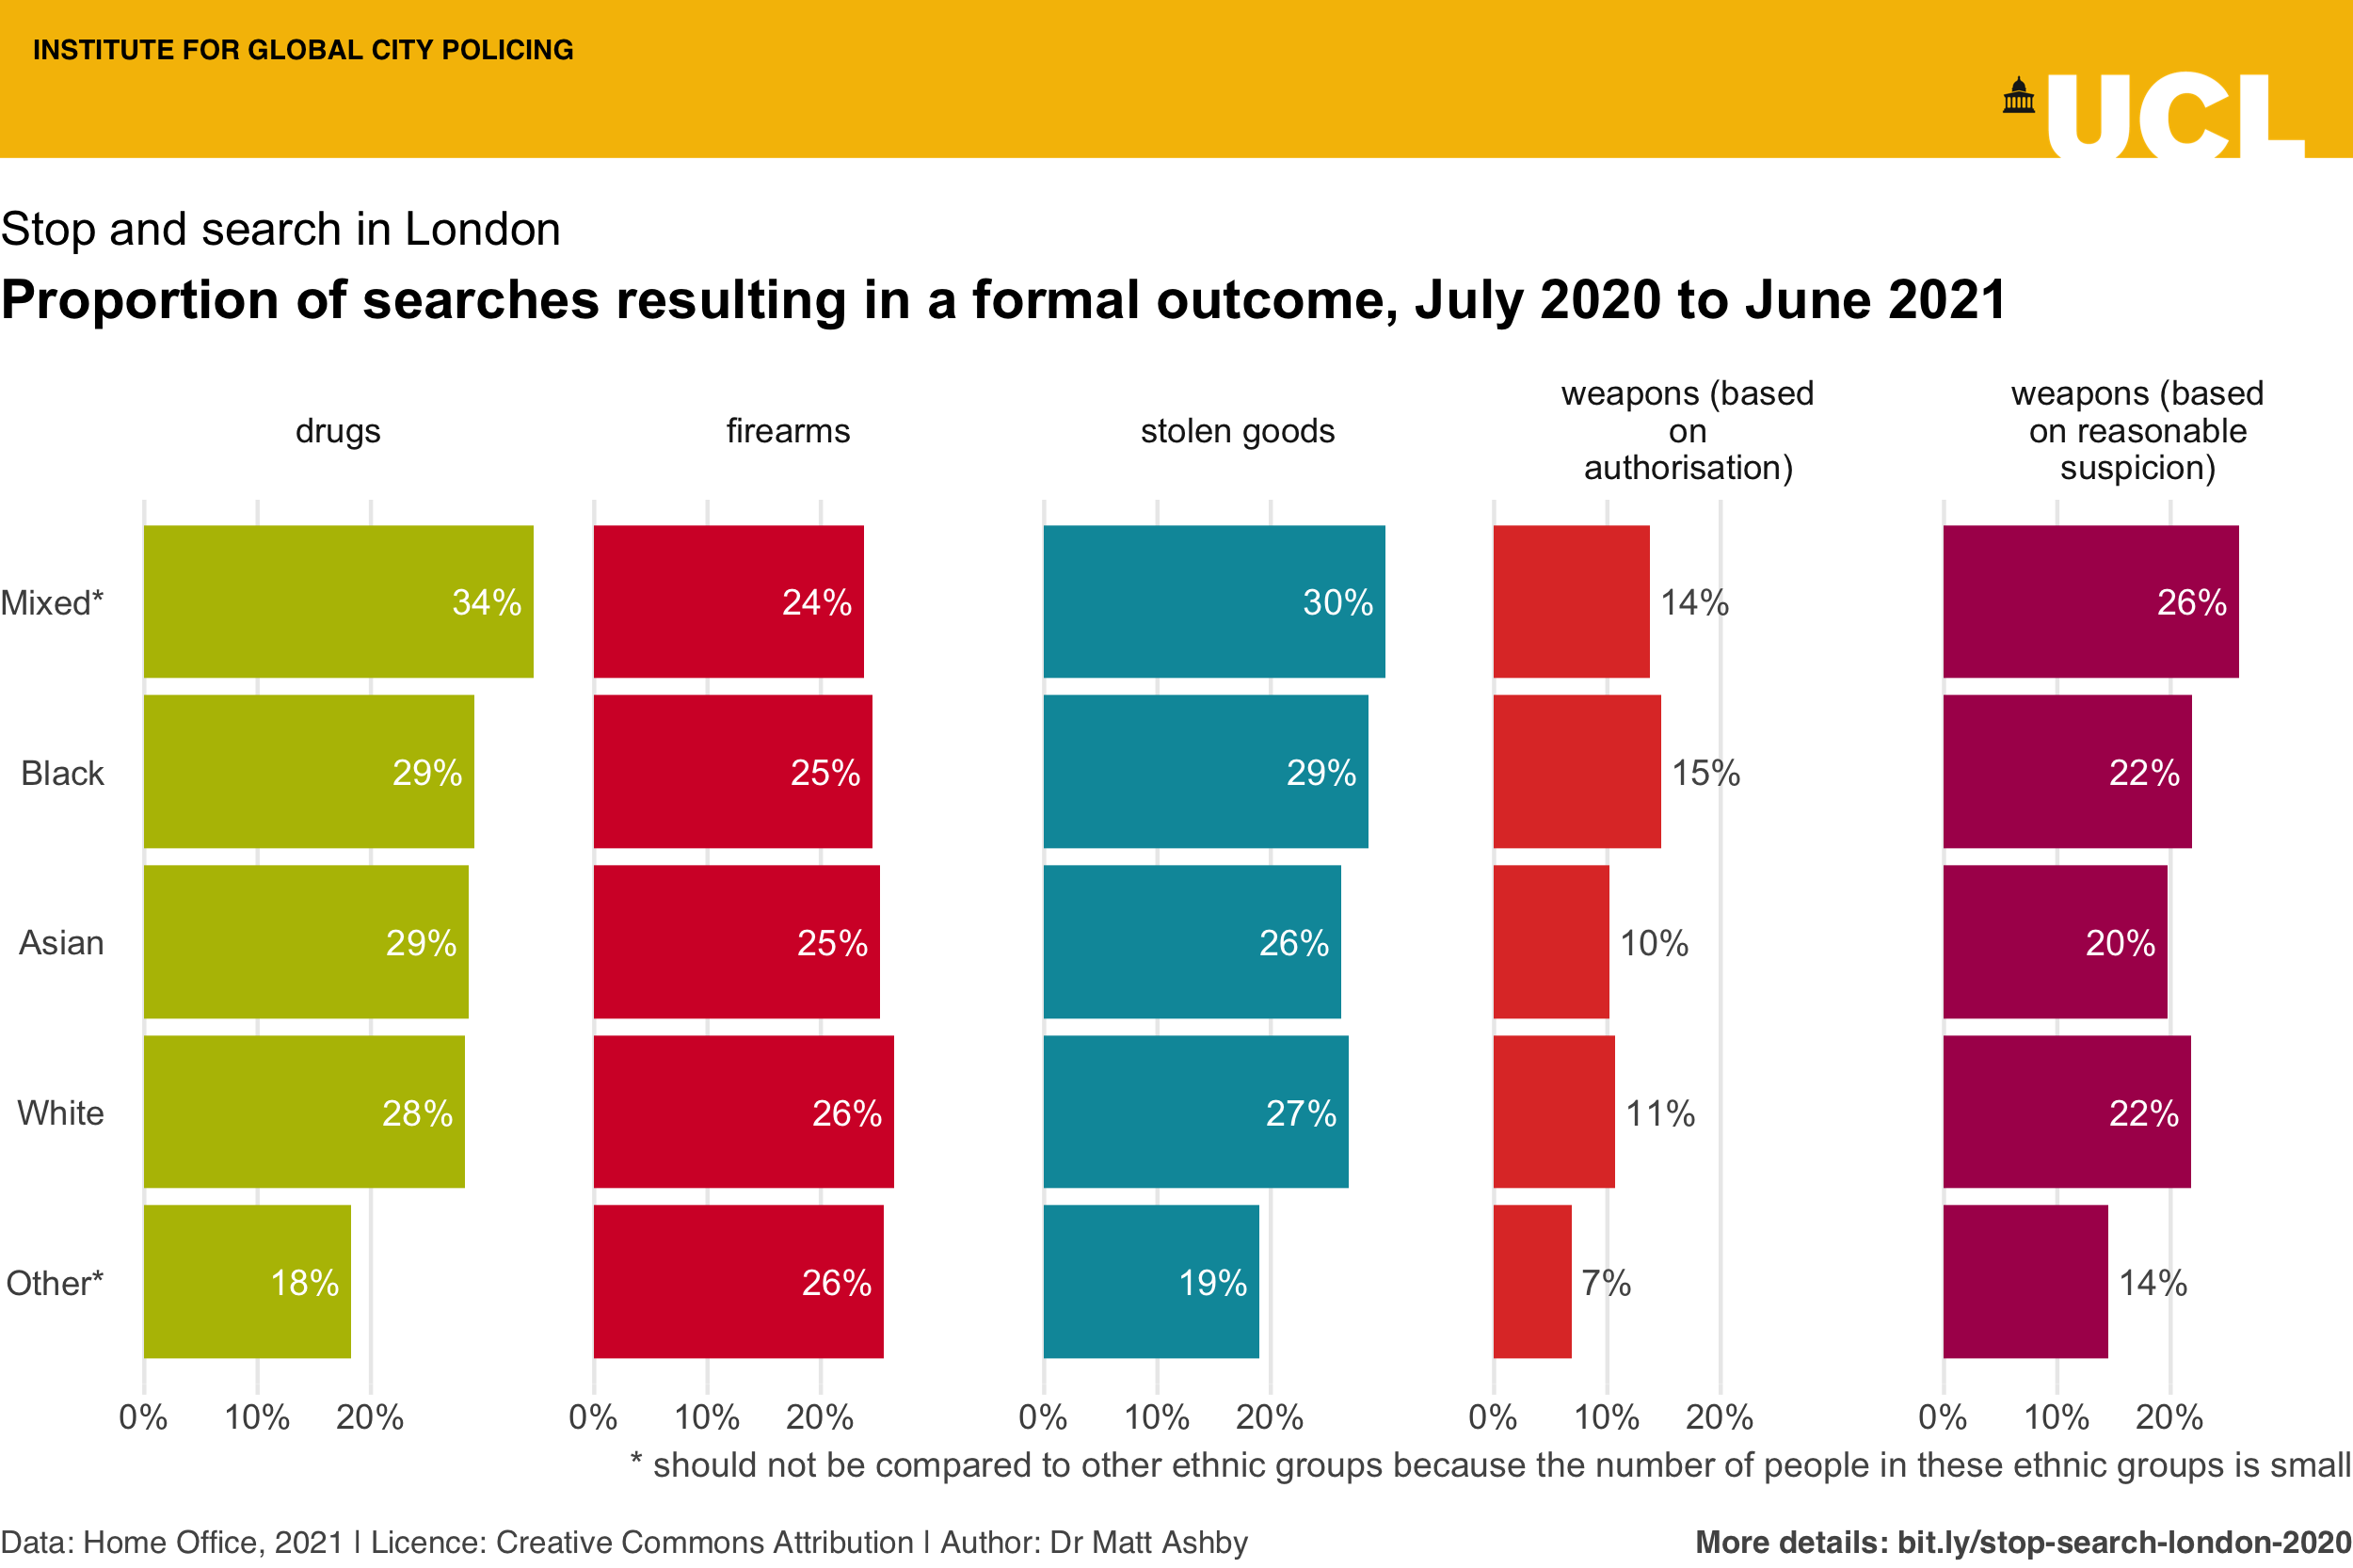 INSTITUTE FOR GLOBAL CITY POLICING
UCL
Stop and search in London
Proportion of searches resulting in a formal outcome, July 2020 to June 2021
drugs
firearms
stolen goods
weapons (based
on
authorisation)
weapons (based
on reasonable
suspicion)
Mixed* 34% 24% 30% 14% 26%
Black 29% 25% 29% 15% 22%
Asian 29% 25% 26% 10% 20%
White 28% 26% 27% 11% 22%
Other* 18% 26% 19% 7% 14%
0% 10% 20% 0% 10% 20% 0% 10% 20% 0% 10% 20% 0% 10% 20%
* should not be compared to other ethnic groups because the number of people in these ethnic groups is small
Data: Home Office, 2021 | Licence: Creative Commons Attribution | Author: Dr Matt Ashby
More details: bit.ly/stop-search-london-2020